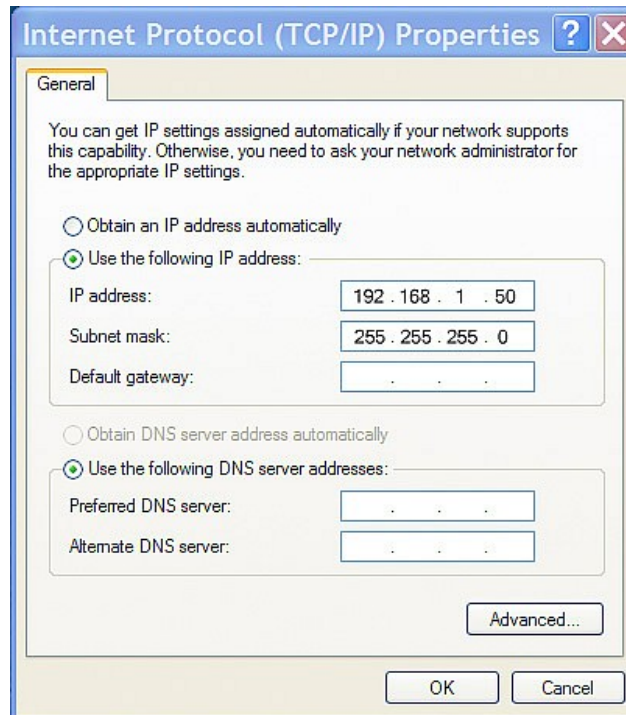 Internet Protocol (TCP/IP) Properties ? X
General
You can get IP settings assigned automatically if your network supports
this capability. Otherwise, you need to ask your network administrator for
the appropriate IP settings.
Obtain an IP address automatically
Use the following IP address:
IP address: 192 . 168 . 1 . 50
Subnet mask: 255 . 255 . 255 . 0
Default gateway: . . .
Obtain DNS server address automatically
Use the following DNS server addresses:
Preferred DNS server: . . .
Alternate DNS server: . . .
Advanced...
OK Cancel